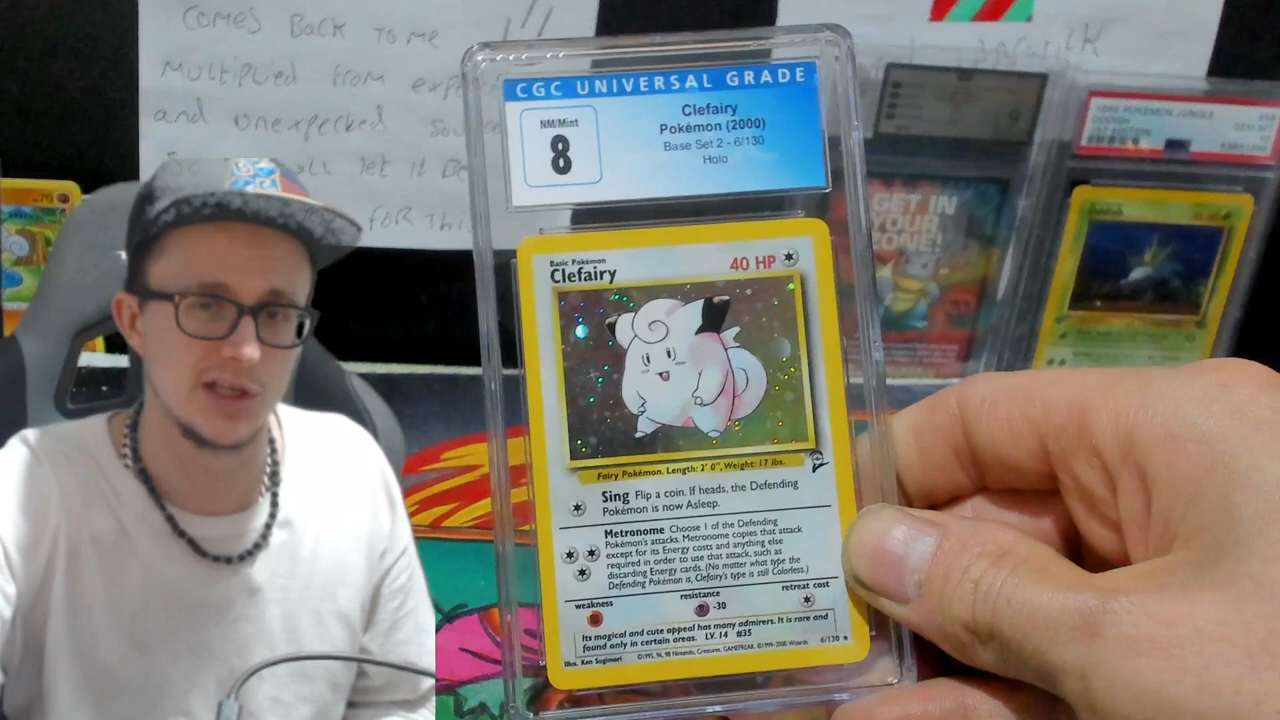 COMES BACK TO ME !!!
MULTIPLIED FROM
and unexpected
let it Be
FOR THIS
CGC UNIVERSAL GRADE
NM/Mint
8
Clefairy
Pokémon (2000)
Base Set 2 - 6/130
Holo
9
1999 POKEMON JUNGLE
ODDISH
1ST EDITION
#58
GEM MT
GET IN
YOUR
ZONE!
70
Basic Pokémon
Clefairy
40 HP
Fairy Pokémon. Length: 2' 0", Weight: 17 lbs.
Sing Flip a coin. If heads, the Defending
Pokémon is now Asleep.
Metronome Choose 1 of the Defending
Pokémon's attacks. Metronome copies that attack
except for its Energy costs and anything else
required in order to use that attack, such as
discarding Energy cards. (No matter what type the
Defending Pokémon is, Clefairy's type is still Colorless.)
weakness
resistance
retreat cost
-30
Its magical and cute appeal has many admirers. It is rare and
found only in certain areas. LV. 14 #35
Illus. Ken Sugimori
©1995, 96, 98 Nintendo, Creatures, GAMEFREAK. ©1999-2000 Wizards.
6/130 ★